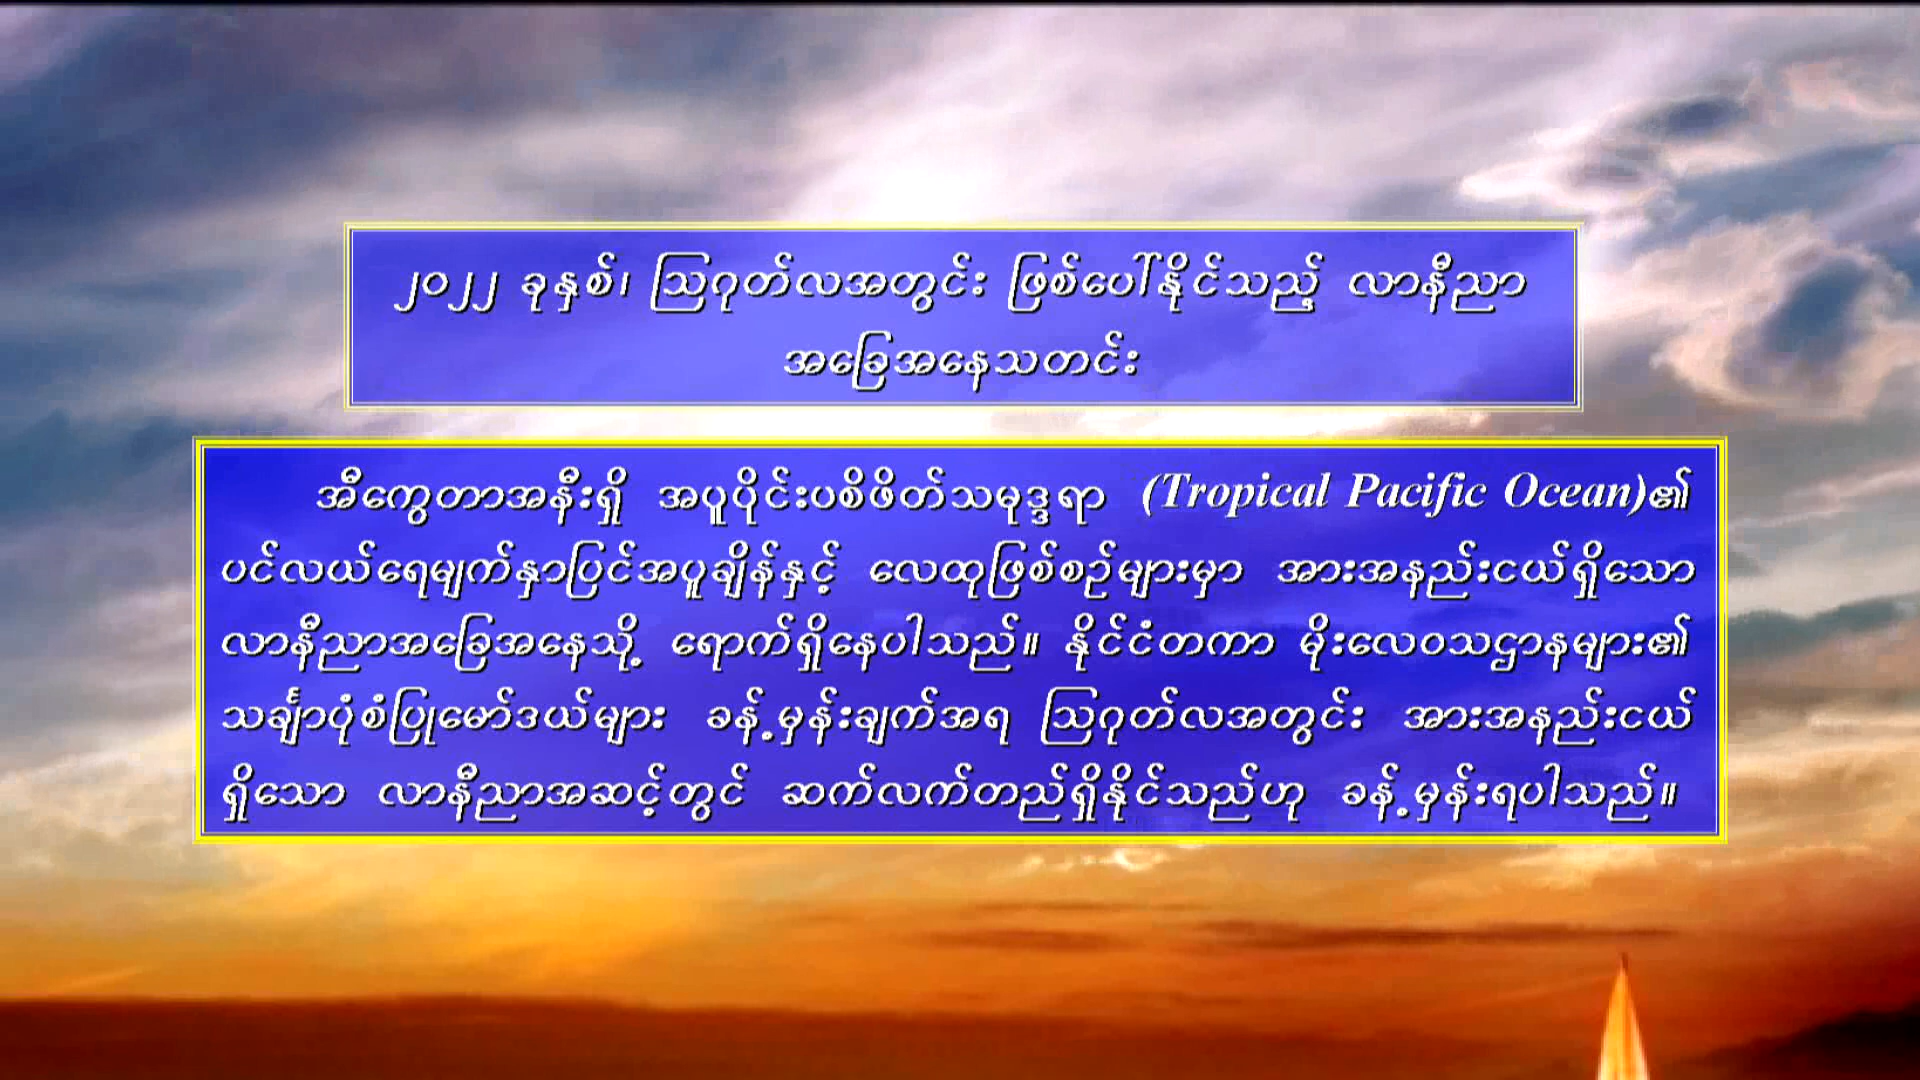 ၂၀၂၂ ခုနှစ်၊ ဩဂုတ်လအတွင်း ဖြစ်ပေါ်နိုင်သည့် လာနီညာ
အခြေအနေသတင်း
အီကွေတာအနီးရှိ အပူပိုင်းပစိဖိတ်သမုဒ္ဒရာ (Tropical Pacific Ocean)၏
ပင်လယ်ရေမျက်နှာပြင်အပူချိန်နှင့် လေထုဖြစ်စဉ်များမှာ အားအနည်းငယ်ရှိသော
လာနီညာအခြေအနေသို့ ရောက်ရှိနေပါသည်။ နိုင်ငံတကာ မိုးလေဝသဌာနများ၏
သင်္ချာပုံစံပြုမော်ဒယ်များ ခန့်မှန်းချက်အရ ဩဂုတ်လအတွင်း အားအနည်းငယ်
ရှိသော လာနီညာအဆင့်တွင် ဆက်လက်တည်ရှိနိုင်သည်ဟု ခန့်မှန်းရပါသည်။